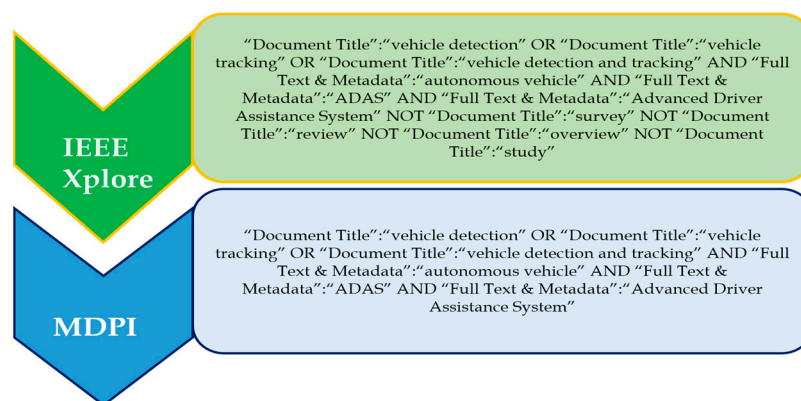 IEEE
Xplore
“Document Title”:“vehicle detection” OR “Document Title”:“vehicle
tracking” OR “Document Title”:“vehicle detection and tracking” AND “Full
Text & Metadata”:“autonomous vehicle” AND “Full Text &
Metadata”:“ADAS” AND “Full Text & Metadata”:“Advanced Driver
Assistance System” NOT “Document Title”:“survey” NOT “Document
Title”:“review” NOT “Document Title”:“overview” NOT “Document
Title”:“study”
MDPI
“Document Title”:“vehicle detection” OR “Document Title”:“vehicle
tracking” OR “Document Title”:“vehicle detection and tracking” AND “Full
Text & Metadata”:“autonomous vehicle” AND “Full Text &
Metadata”:“ADAS” AND “Full Text & Metadata”:“Advanced Driver
Assistance System”